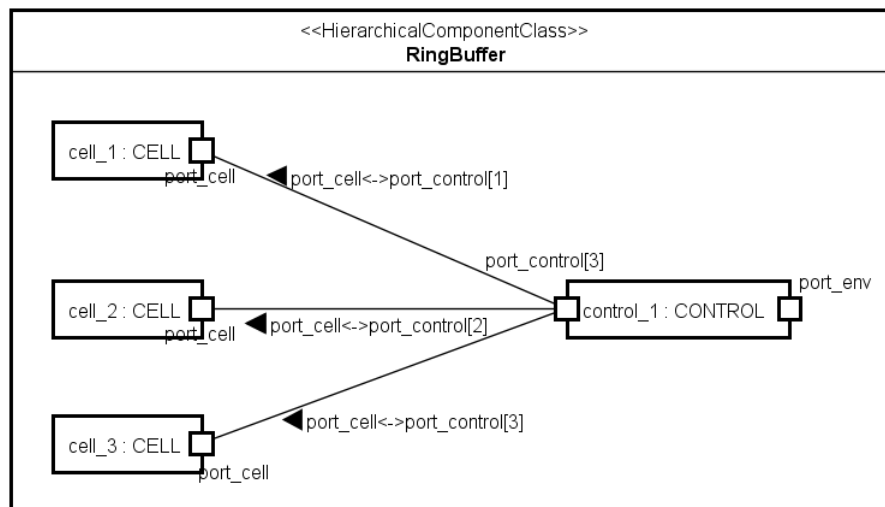 <<HierarchicalComponentClass>>
RingBuffer
cell_1 : CELL
port_cell
port_cell<->port_control[1]
port_control[3]
port_env
cell_2 : CELL
port_cell
port_cell<->port_control[2]
control_1 : CONTROL
port_cell<->port_control[3]
cell_3 : CELL
port_cell